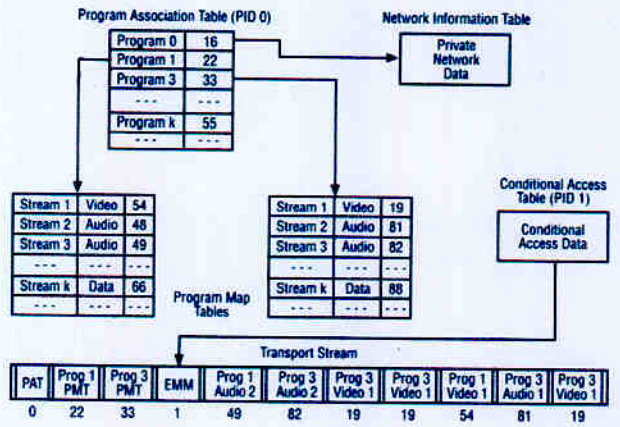 Program Association Table (PID 0)
Program 0 16
Program 1 22
Program 3 33
--- ---
Program k 55
--- ---
Network Information Table
Private
Network
Data
Stream 1 Video 54
Stream 2 Audio 48
Stream 3 Audio 49
--- --- ---
Stream k Data 66
--- --- ---
Stream 1 Video 19
Stream 2 Audio 81
Stream 3 Audio 82
--- --- ---
Stream k Data 88
--- --- ---
Program Map
Tables
Conditional Access
Table (PID 1)
Conditional
Access Data
Transport Stream
PAT
Prog 1
PMT
Prog 3
PMT
EMM
Prog 1
Audio 2
Prog 3
Audio 2
Prog 3
Video 1
Prog 3
Video 1
Prog 1
Video 1
Prog 3
Audio 1
Prog 3
Video 1
0 22 33 1 49 82 19 19 54 81 19